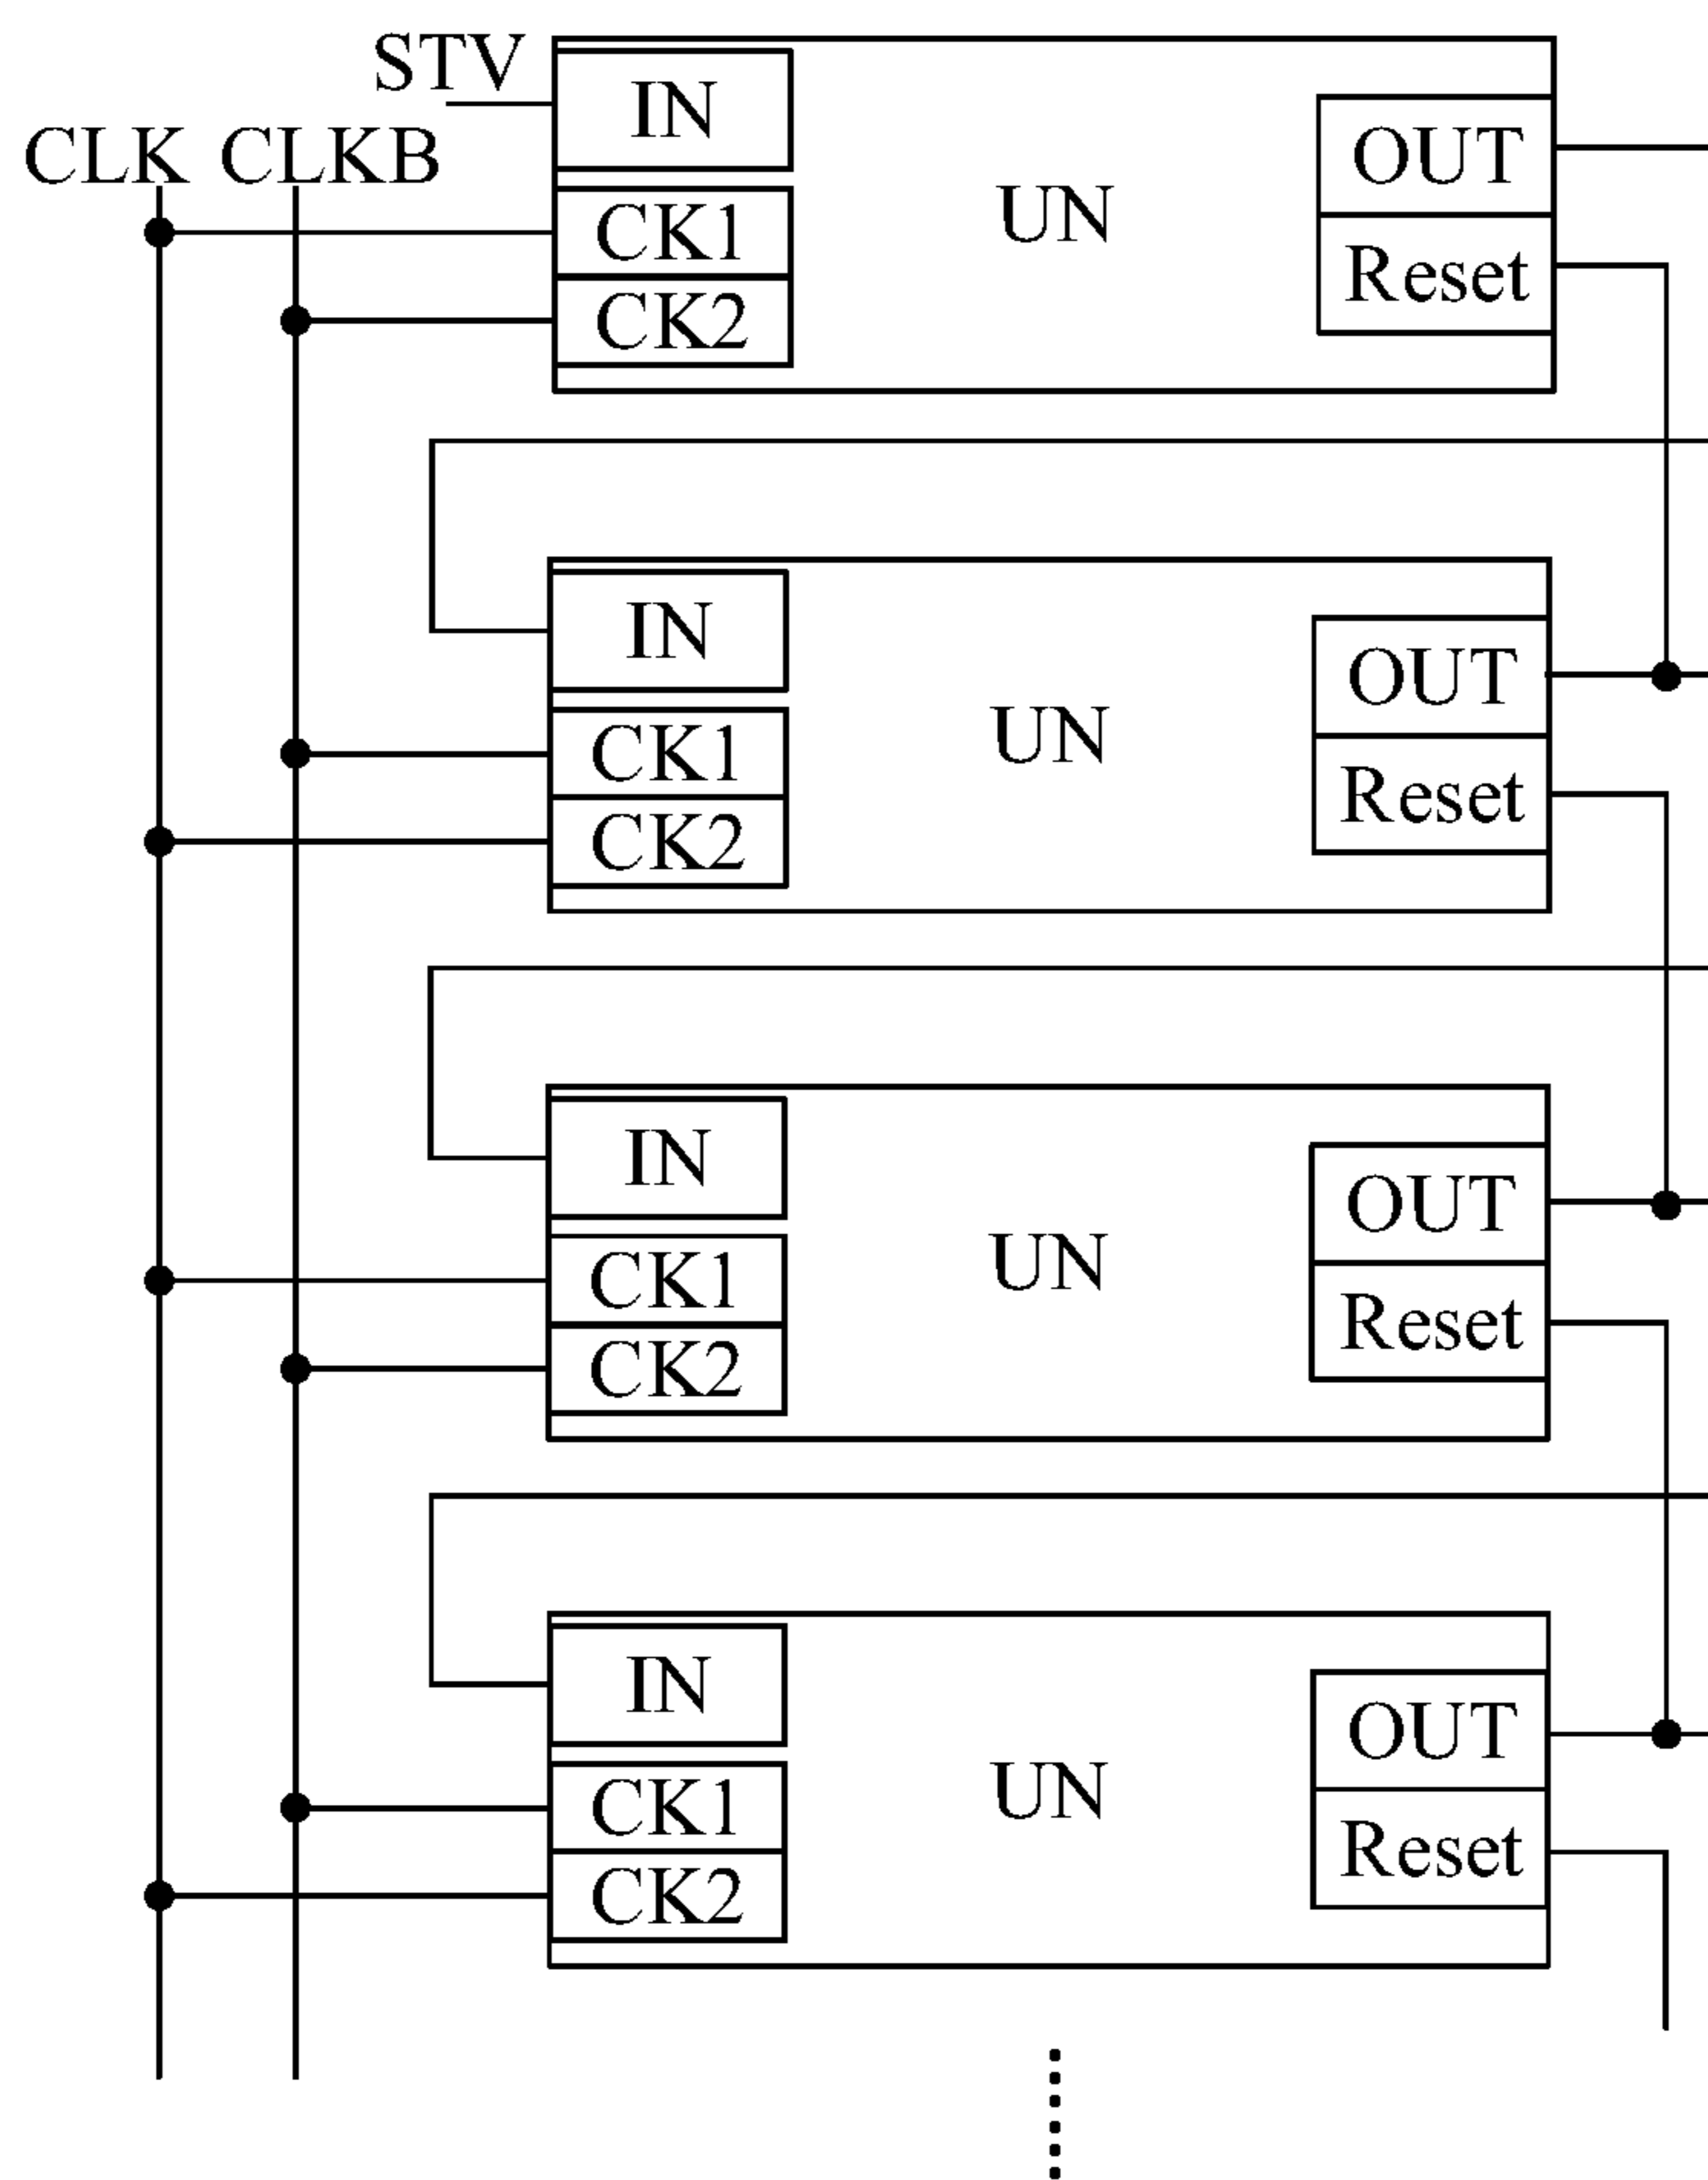 STV
CLK CLKB
IN
CK1
CK2
UN
OUT
Reset
IN
CK1
CK2
UN
OUT
Reset
IN
CK1
CK2
UN
OUT
Reset
IN
CK1
CK2
UN
OUT
Reset